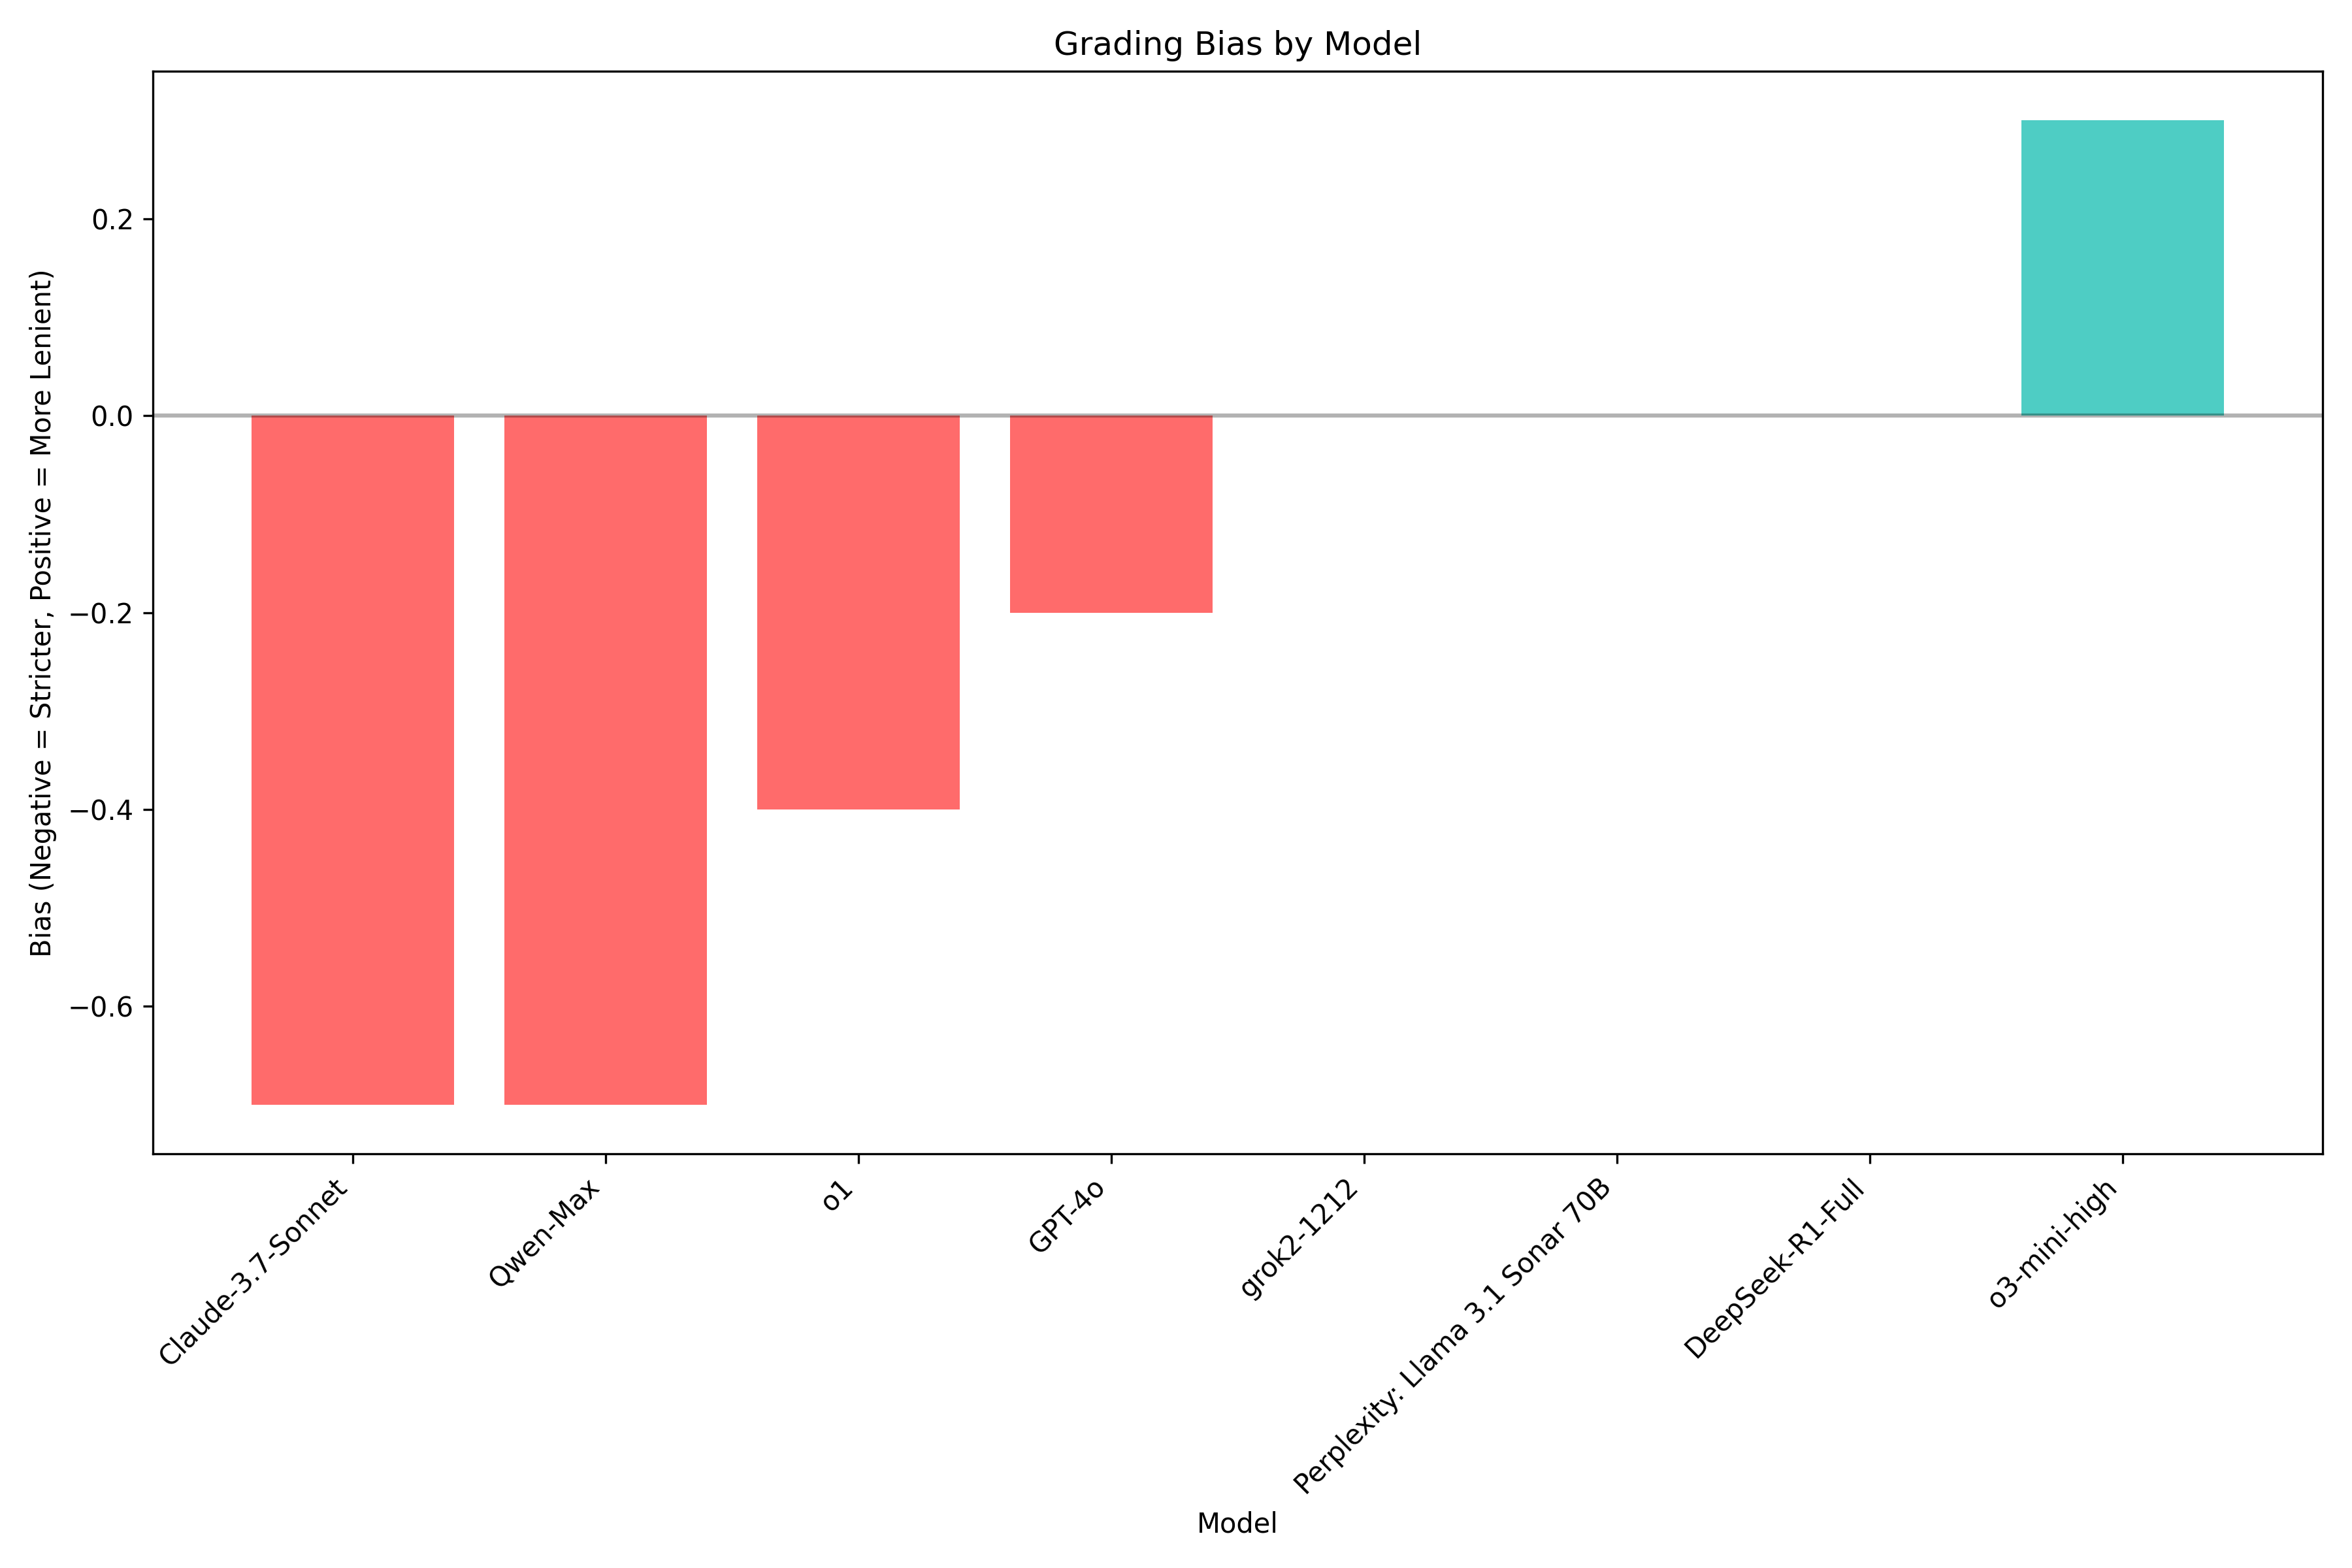 Grading Bias by Model
Bias (Negative = Stricter, Positive = More Lenient)
0.2
0.0
−0.2
−0.4
−0.6
Claude-3.7-Sonnet
Qwen-Max
o1
GPT-4o
grok2-1212
Perplexity: Llama 3.1 Sonar 70B
DeepSeek-R1-Full
o3-mini-high
Model